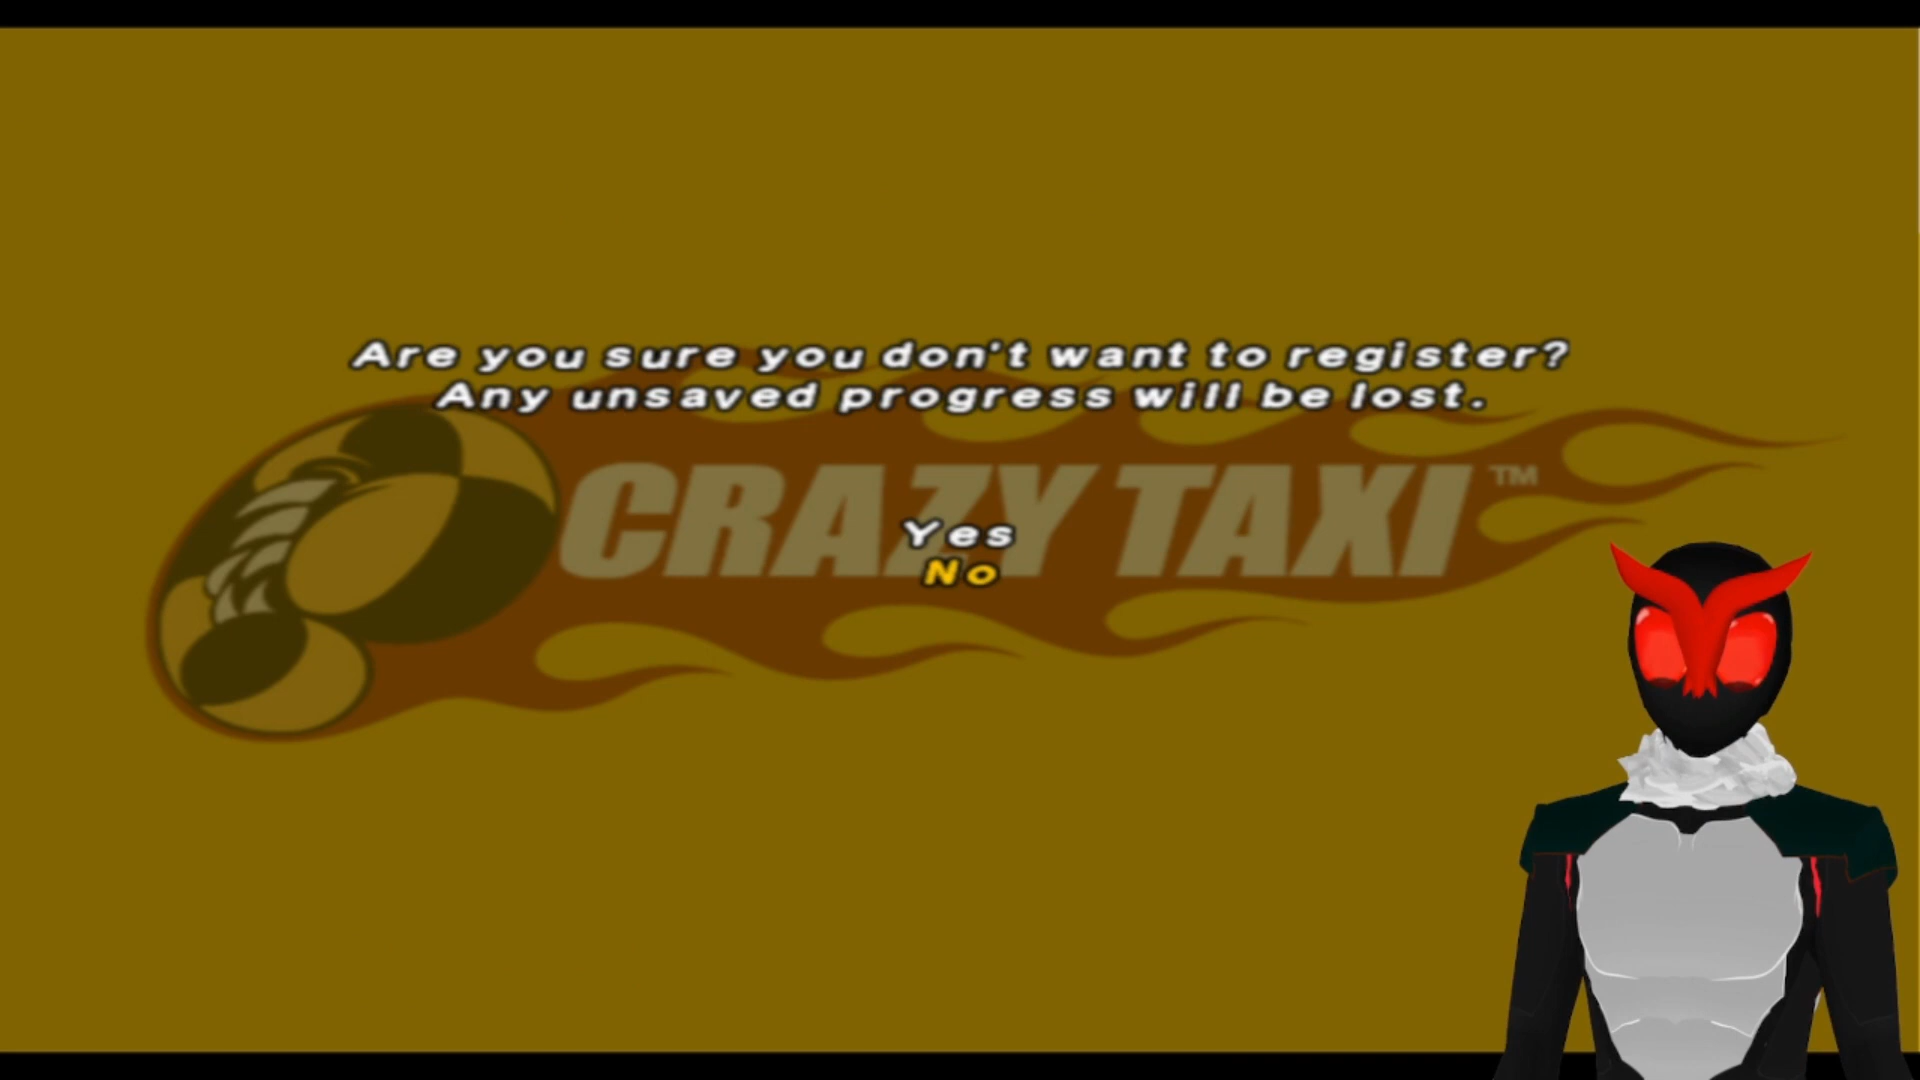 Are you sure you don't want to register?
Any unsaved progress will be lost.
CRAZY TAXI™
Yes
No